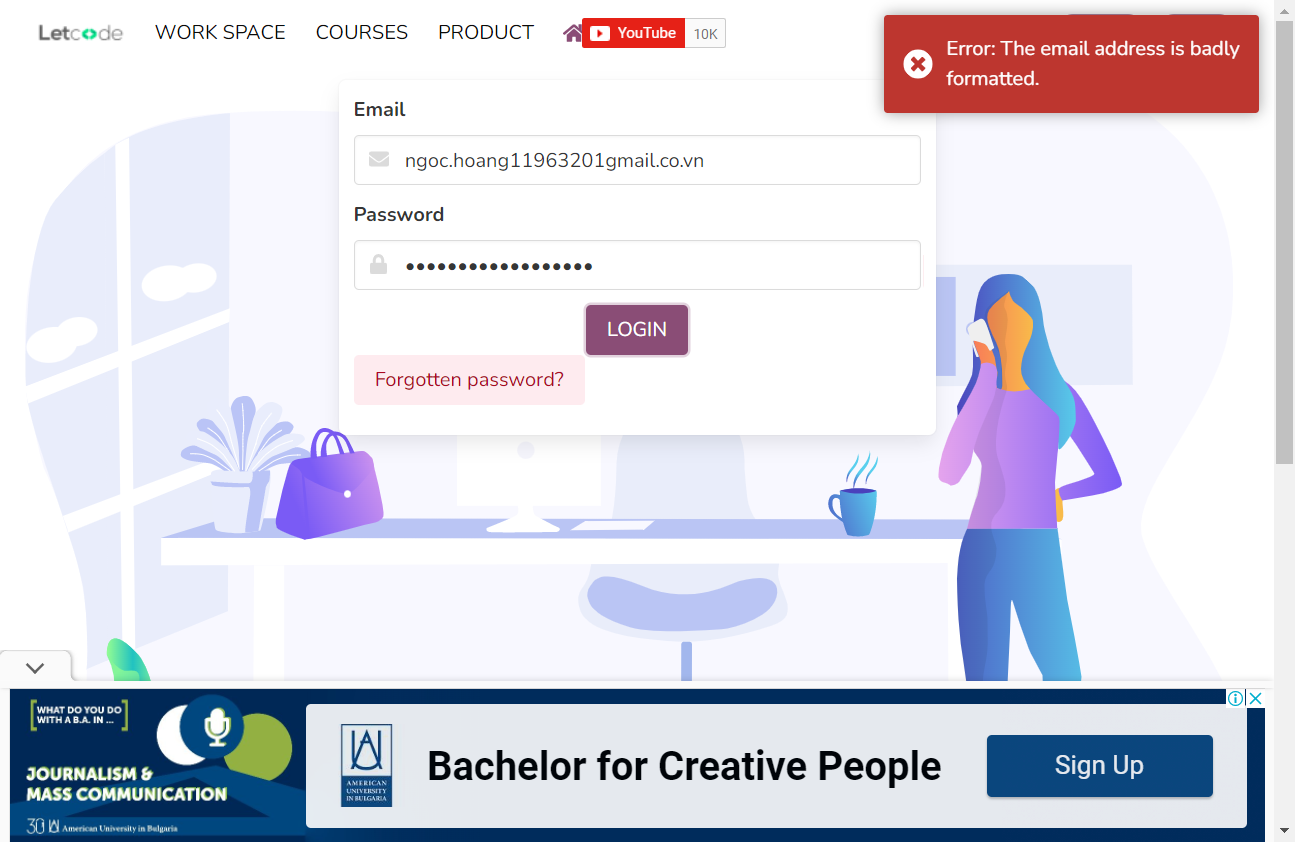 Letcode
WORK SPACE
COURSES
PRODUCT
YouTube
10K
Error: The email address is badly
formatted.
Email
ngoc.hoang11963201gmail.co.vn
Password
LOGIN
Forgotten password?
WHAT DO YOU DO
WITH A B.A. IN ...
JOURNALISM &
MASS COMMUNICATION
30 American University in Bulgaria
AMERICAN
UNIVERSITY
IN BULGARIA
Bachelor for Creative People
Sign Up